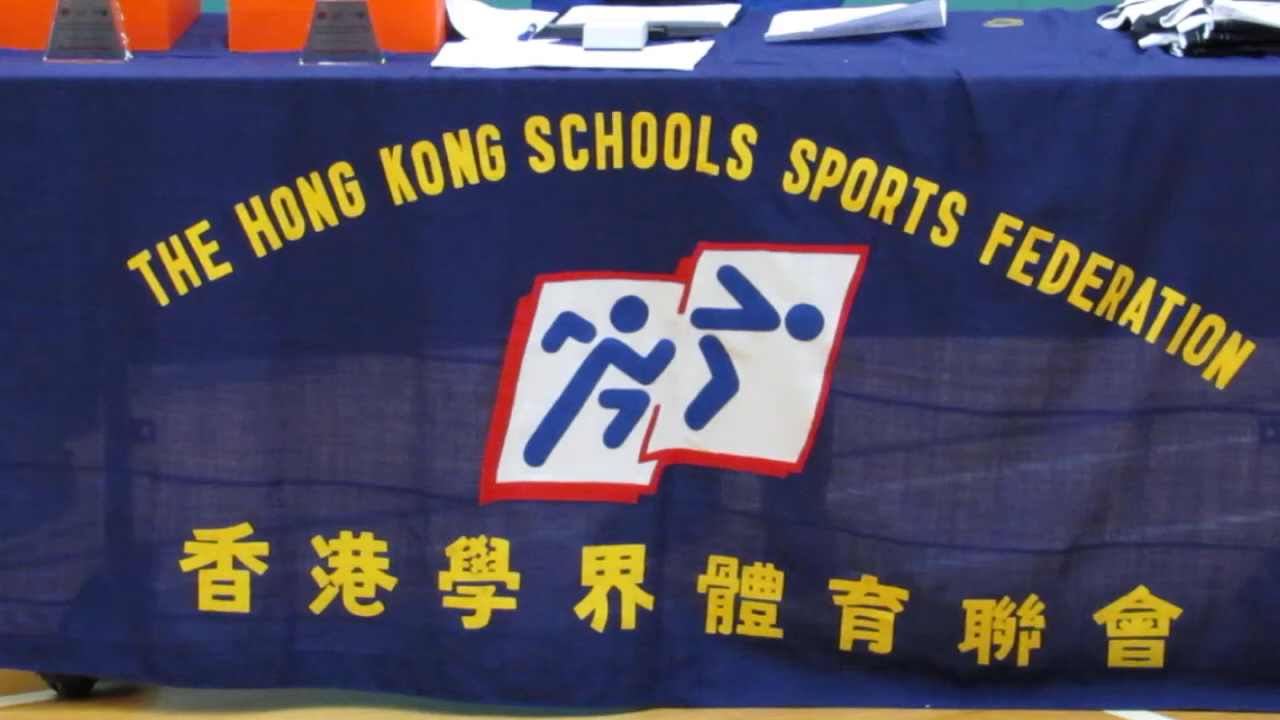 THE HONG KONG SCHOOLS SPORTS FEDERATION
香港學界體育聯會